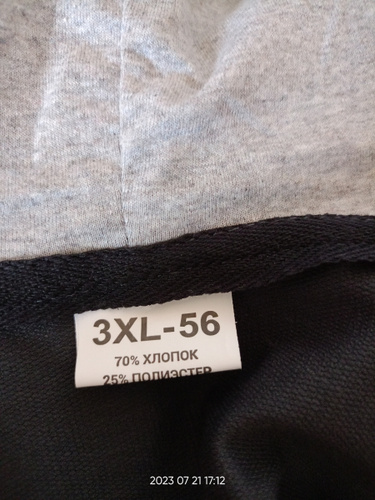 3XL-56
70% ХЛОПОК
25% ПОЛИЭСТЕР
2023 07 21 17:12